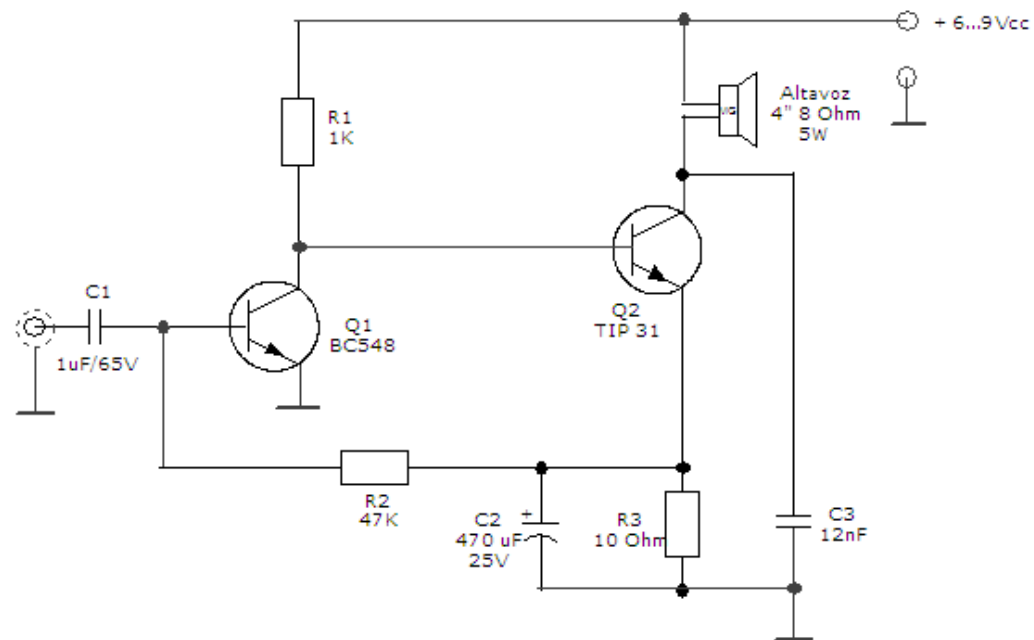 + 6...9Vcc
R1
1K
Altavoz
4" 8 Ohm
5W
C1
1uF/65V
Q1
BC548
Q2
TIP 31
R2
47K
+
C2
470 uF
25V
R3
10 Ohm
C3
12nF